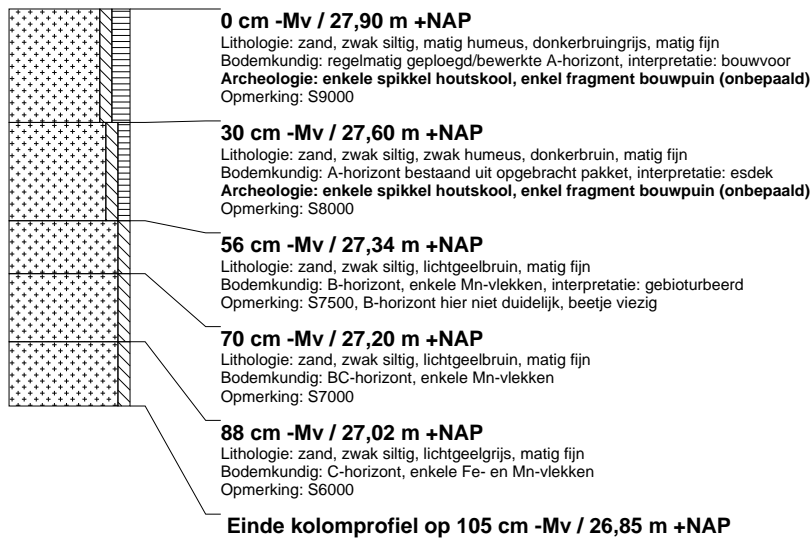 0 cm -Mv / 27,90 m +NAP
Lithologie: zand, zwak siltig, matig humeus, donkerbruingrijs, matig fijn
Bodemkundig: regelmatig geploegd/bewerkte A-horizont, interpretatie: bouwvoor
Archeologie: enkele spikkel houtskool, enkel fragment bouwpuin (onbepaald)
Opmerking: S9000
30 cm -Mv / 27,60 m +NAP
Lithologie: zand, zwak siltig, zwak humeus, donkerbruin, matig fijn
Bodemkundig: A-horizont bestaand uit opgebracht pakket, interpretatie: esdek
Archeologie: enkele spikkel houtskool, enkel fragment bouwpuin (onbepaald)
Opmerking: S8000
56 cm -Mv / 27,34 m +NAP
Lithologie: zand, zwak siltig, lichtgeelbruin, matig fijn
Bodemkundig: B-horizont, enkele Mn-vlekken, interpretatie: gebioturbeerd
Opmerking: S7500, B-horizont hier niet duidelijk, beetje viezig
70 cm -Mv / 27,20 m +NAP
Lithologie: zand, zwak siltig, lichtgeelbruin, matig fijn
Bodemkundig: BC-horizont, enkele Mn-vlekken
Opmerking: S7000
88 cm -Mv / 27,02 m +NAP
Lithologie: zand, zwak siltig, lichtgeelgrijs, matig fijn
Bodemkundig: C-horizont, enkele Fe- en Mn-vlekken
Opmerking: S6000
Einde kolomprofiel op 105 cm -Mv / 26,85 m +NAP